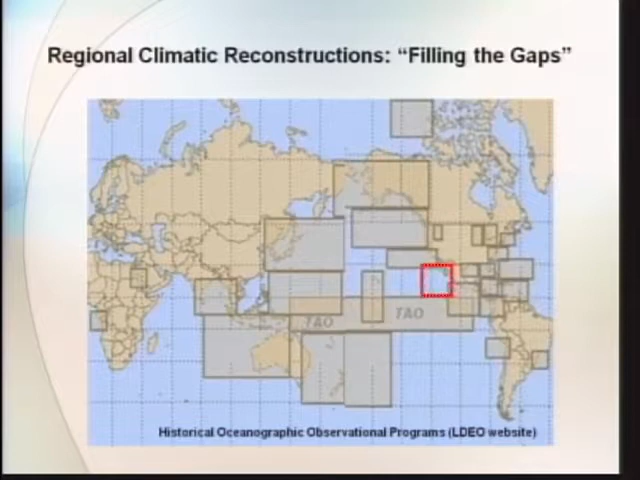 Regional Climatic Reconstructions: “Filling the Gaps”
TAO
TAO
Historical Oceanographic Observational Programs (LDEO website)